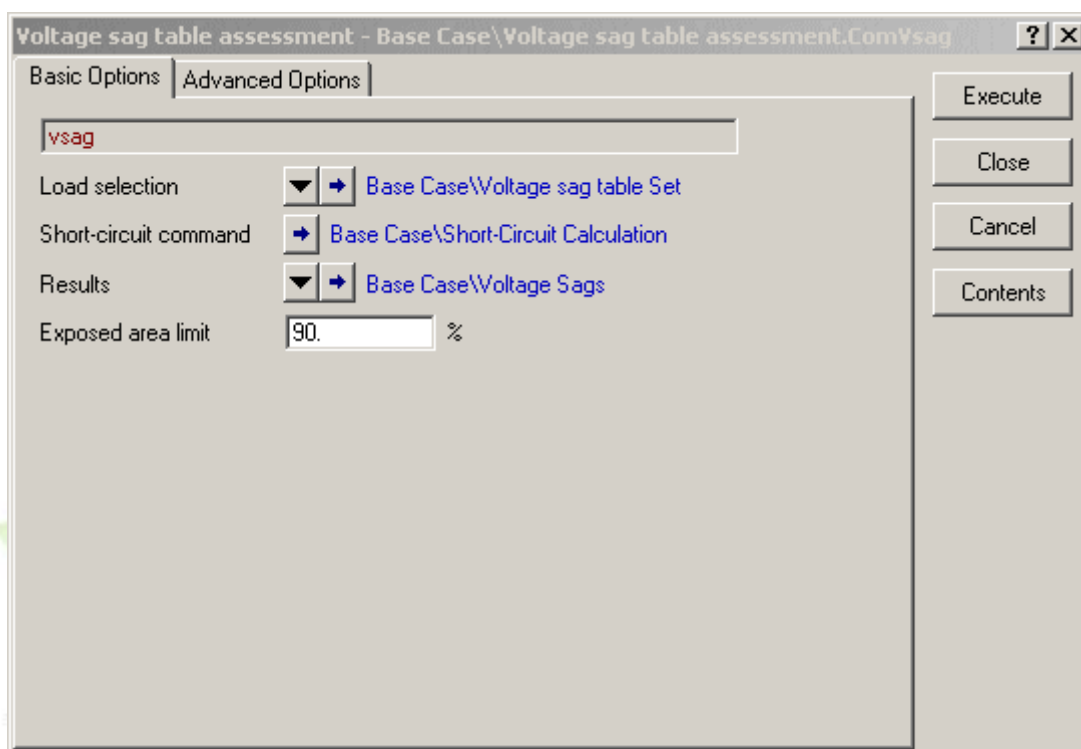 Voltage sag table assessment - Base Case\Voltage sag table assessment.ComVsag ? ×
Basic Options Advanced Options
vsag
Load selection Base Case\Voltage sag table Set
Short-circuit command Base Case\Short-Circuit Calculation
Results Base Case\Voltage Sags
Exposed area limit 90. %
Execute
Close
Cancel
Contents